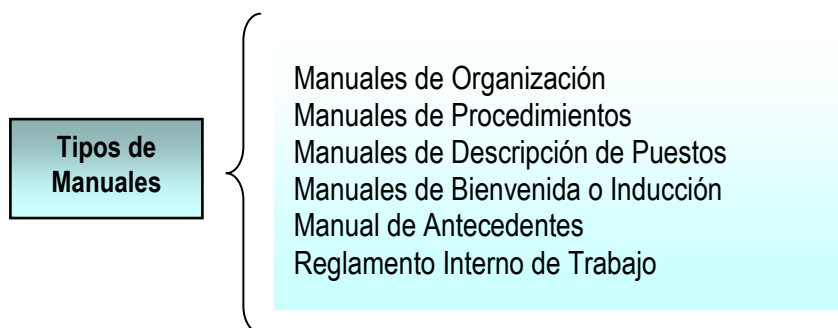 Tipos de
Manuales
Manuales de Organización
Manuales de Procedimientos
Manuales de Descripción de Puestos
Manuales de Bienvenida o Inducción
Manual de Antecedentes
Reglamento Interno de Trabajo